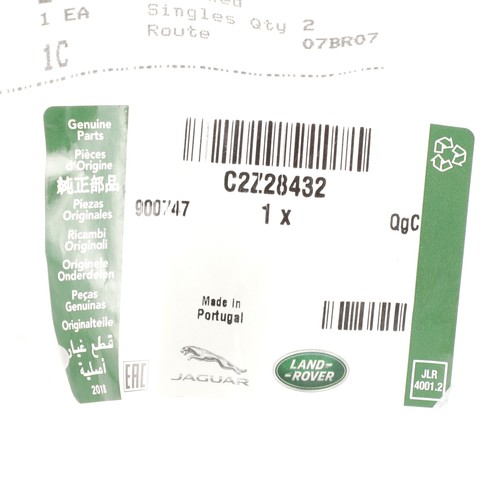 1 EA
Singles Qty 2
Route 07BR07
1C
Genuine
Parts
Pièces
d'Origine
純正部品
Piezas
Originales
Ricambi
Originali
Originele
Onderdelen
Peças
Genuínas
Originalteile
قطع غيار
أصلية
2018
C2Z28432
900747
1 x
QgC
Made in
Portugal
EAC
JAGUAR
LAND-
-ROVER
JLR
4001.2